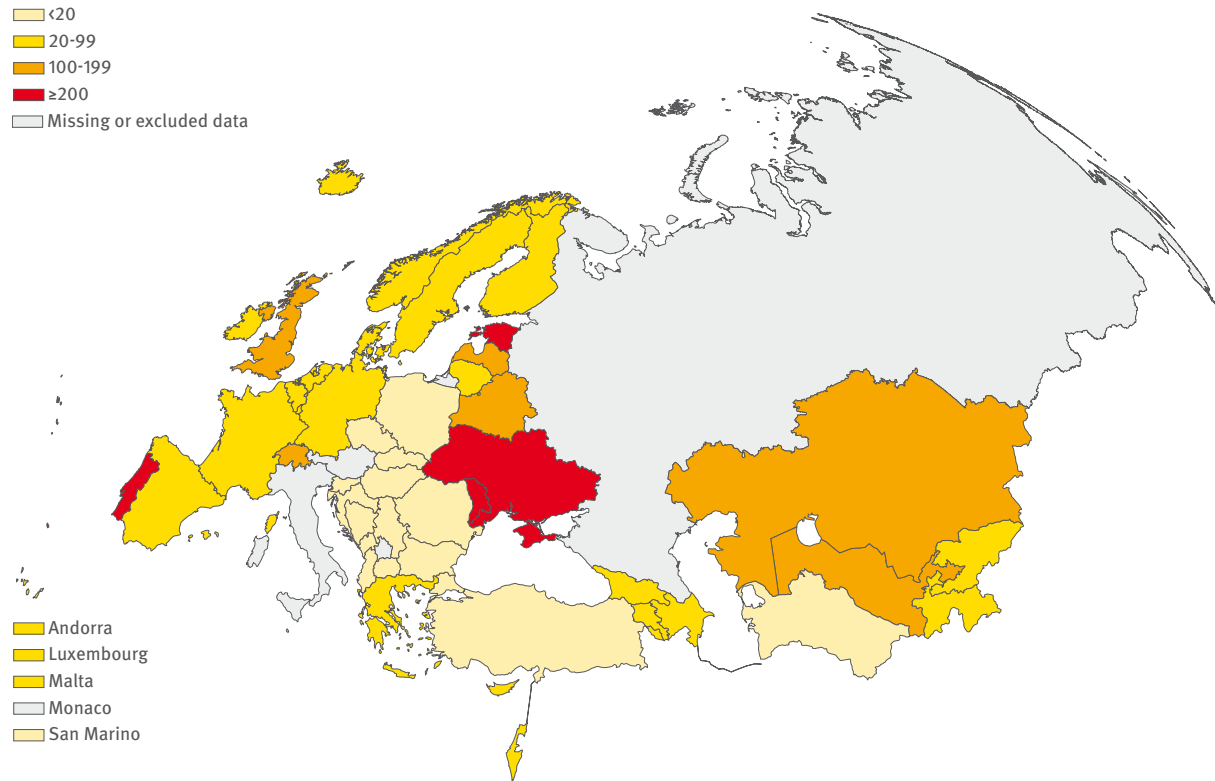 <20
20-99
100-199
≥200
Missing or excluded data
Andorra
Luxembourg
Malta
Monaco
San Marino